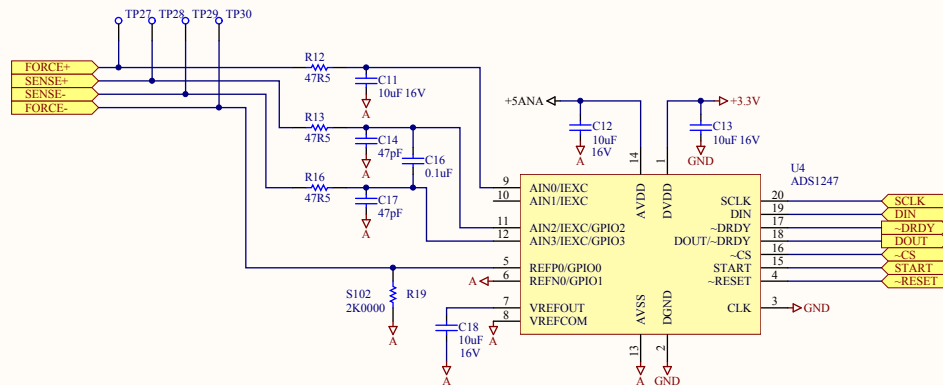 TP27 TP28 TP29 TP30
FORCE+
SENSE+
SENSE-
FORCE-
R12
47R5
C11
10uF 16V
A
R13
47R5
C14
47pF
A
C16
0.1uF
R16
47R5
C17
47pF
A
+5ANA
C12
10uF
16V
A
+3.3V
C13
10uF 16V
GND
U4
ADS1247
14
1
AVDD
DVDD
9 AIN0/IEXC
10 AIN1/IEXC
11 AIN2/IEXC/GPIO2
12 AIN3/IEXC/GPIO3
5 REFP0/GPIO0
A 6 REFN0/GPIO1
7 VREFOUT
8 VREFCOM
A
SCLK 20 SCLK
DIN 19 DIN
~DRDY 17 ~DRDY
DOUT/~DRDY 18 DOUT
~CS 16 ~CS
START 15 START
~RESET 4 ~RESET
CLK 3 GND
AVSS
DGND
13
2
A
GND
S102
2K0000
R19
A
C18
10uF
16V
A